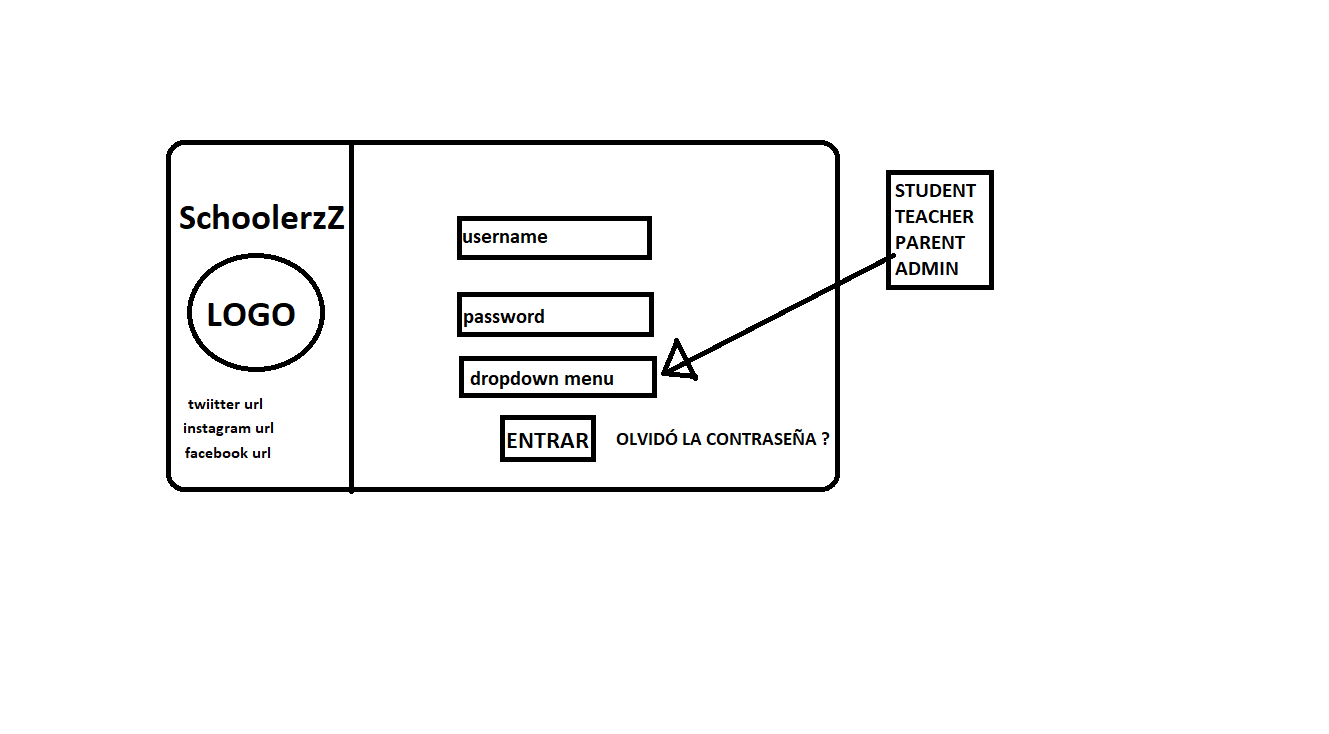 SchoolerzZ
LOGO
twiitter url
instagram url
facebook url
username
password
dropdown menu
ENTRAR
OLVIDÓ LA CONTRASEÑA ?
STUDENT
TEACHER
PARENT
ADMIN